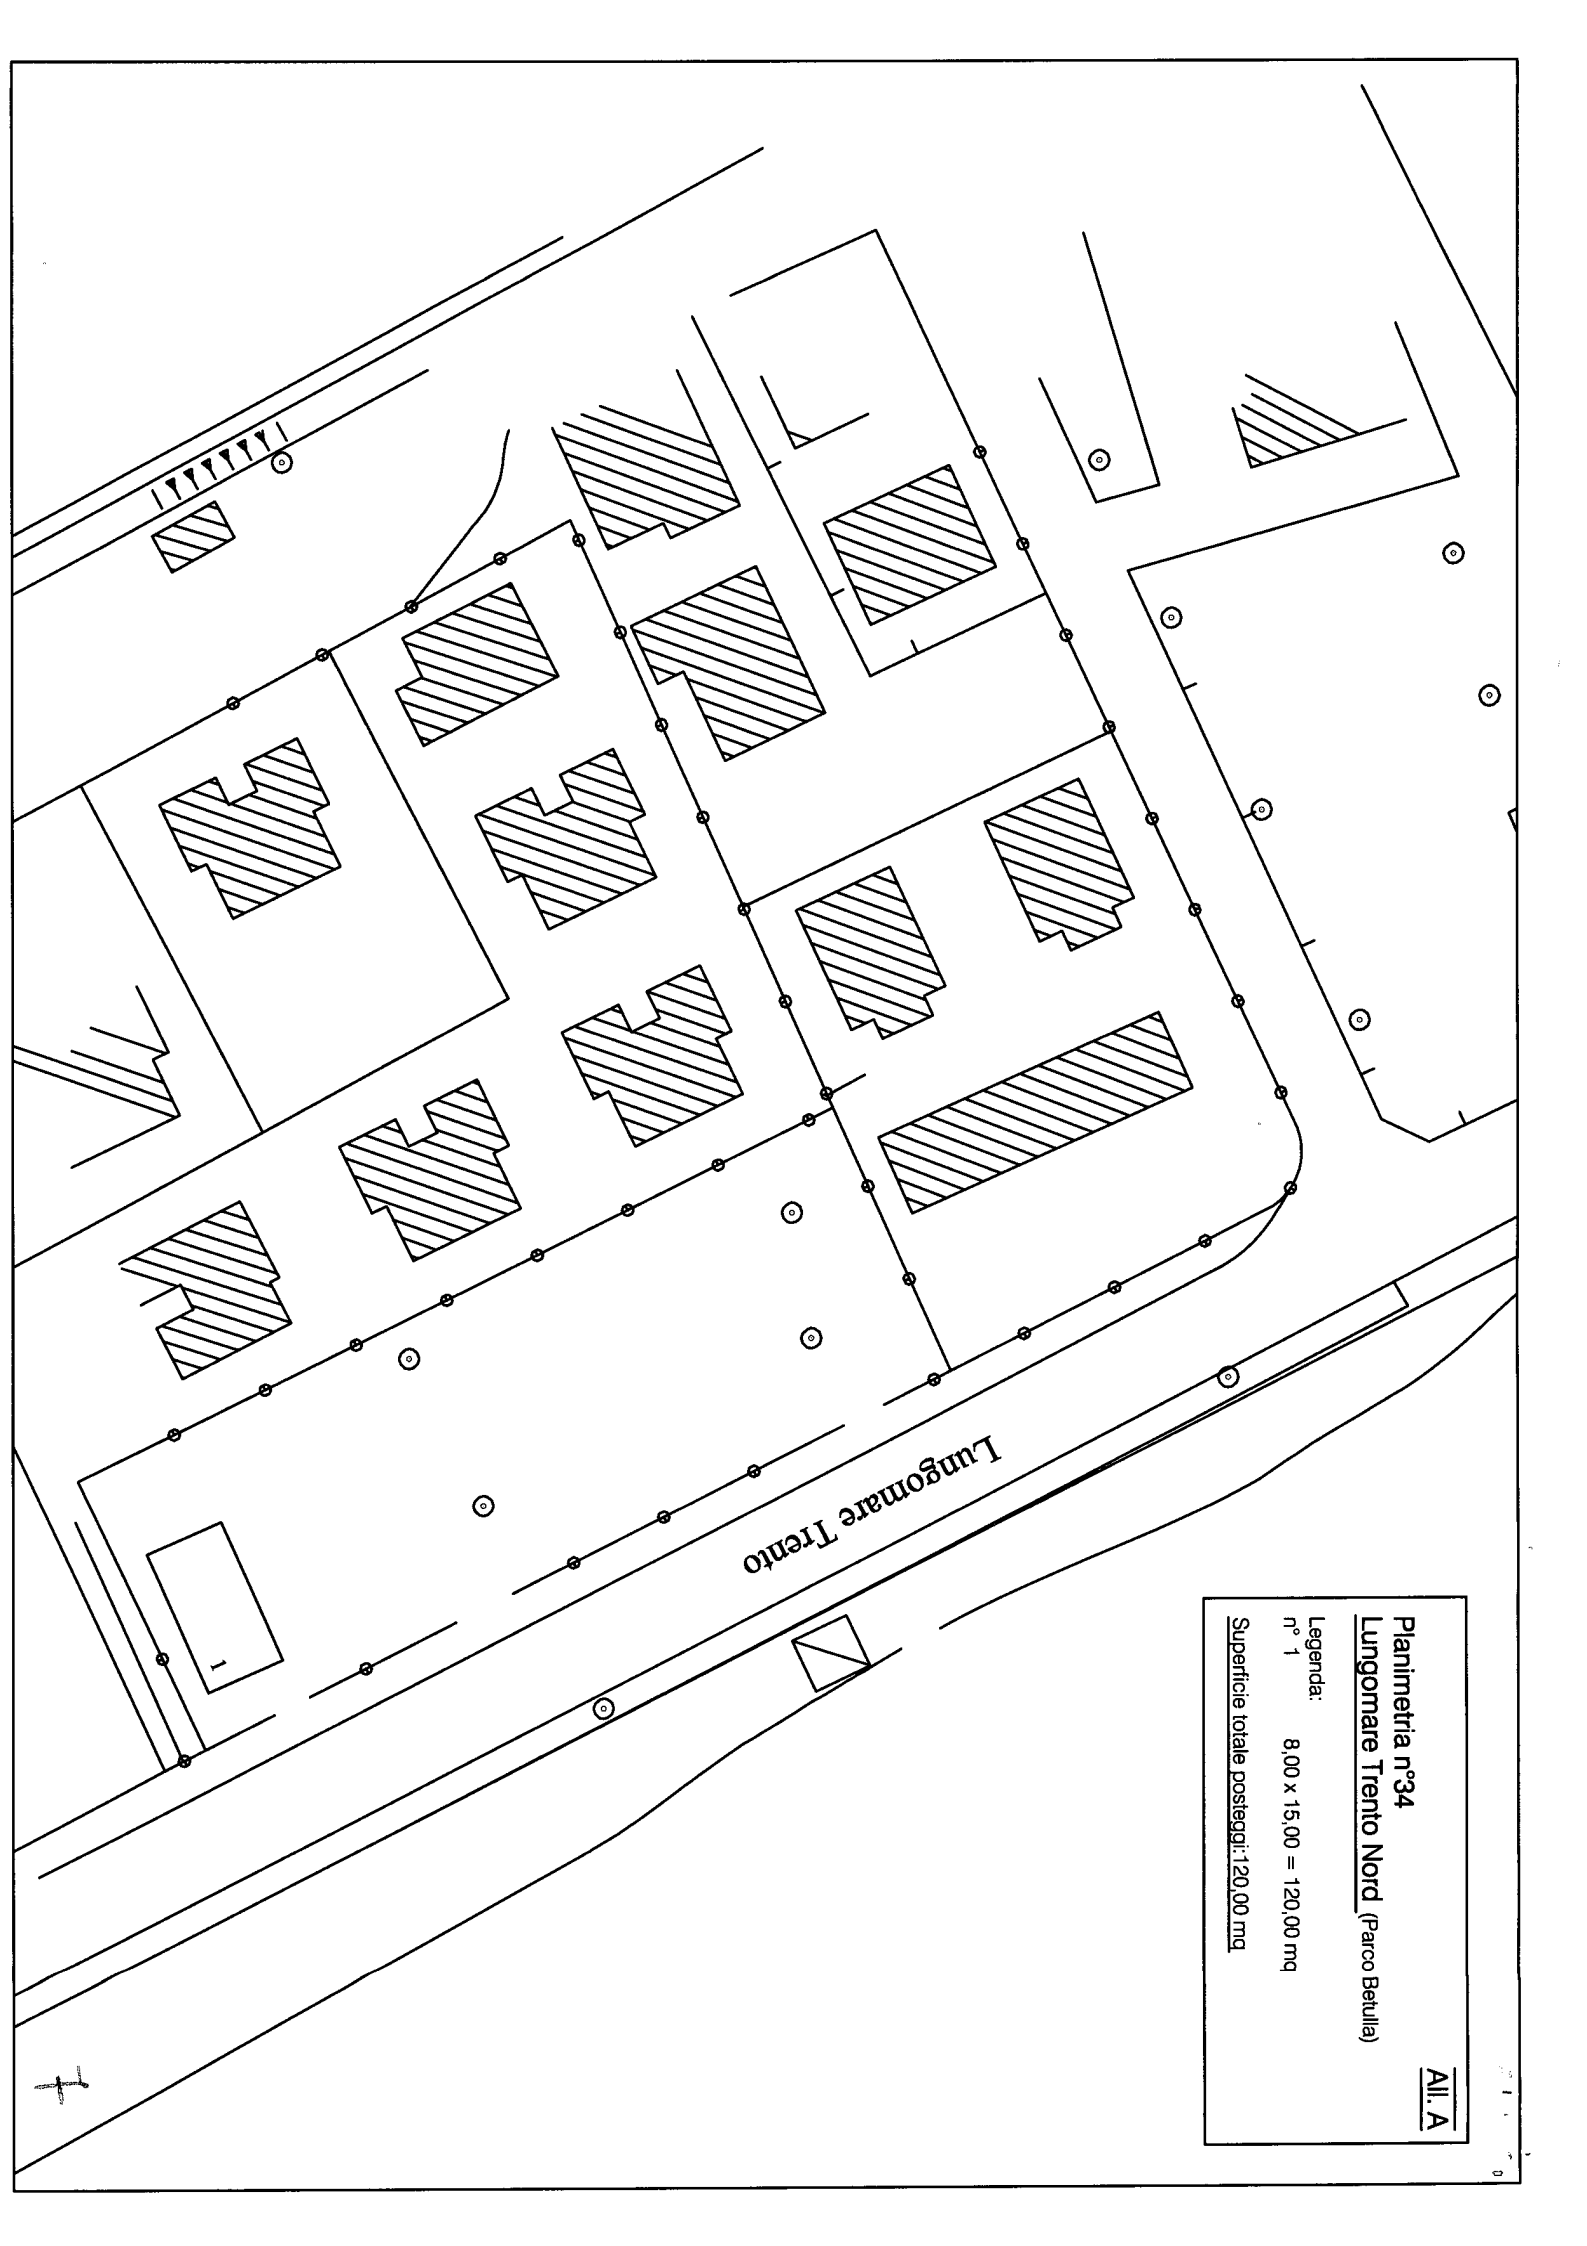 All. A
Planimetria n°34
Lungomare Trento Nord (Parco Betulla)
Legenda:
n° 1 8,00 x 15,00 = 120,00 mq
Superficie totale posteggi:120,00 mq
Lungomare Trento
1